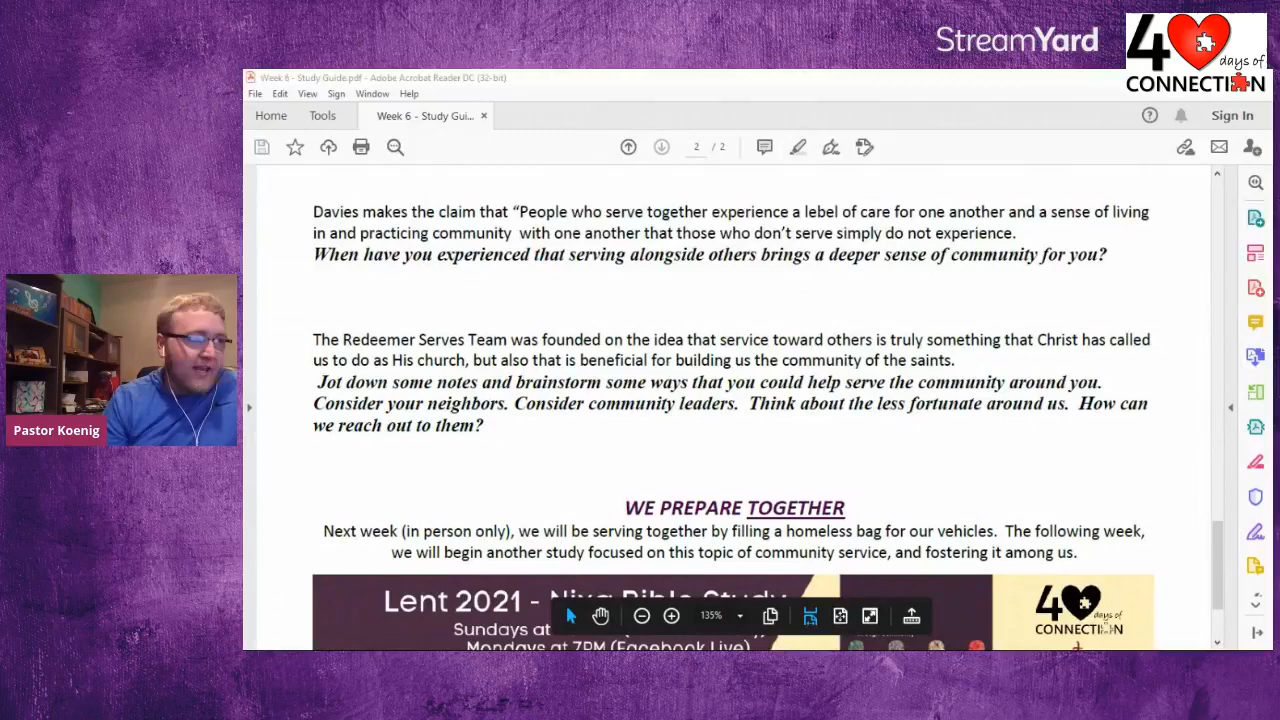 StreamYard
40
days of
CONNECTION
Week 6 - Study Guide.pdf - Adobe Acrobat Reader DC (32-bit)
File Edit View Sign Window Help
Home Tools Week 6 - Study Gui... × Sign In
2 / 2
Davies makes the claim that “People who serve together experience a lebel of care for one another and a sense of living
in and practicing community with one another that those who don’t serve simply do not experience.
When have you experienced that serving alongside others brings a deeper sense of community for you?
The Redeemer Serves Team was founded on the idea that service toward others is truly something that Christ has called
us to do as His church, but also that is beneficial for building us the community of the saints.
Jot down some notes and brainstorm some ways that you could help serve the community around you.
Consider your neighbors. Consider community leaders. Think about the less fortunate around us. How can
we reach out to them?
Pastor Koenig
WE PREPARE TOGETHER
Next week (in person only), we will be serving together by filling a homeless bag for our vehicles. The following week,
we will begin another study focused on this topic of community service, and fostering it among us.
Lent 2021 - Nixa Bible Study
Sundays at
Mondays at 7PM (Facebook Live)
135%
40
days of
CONNECTION